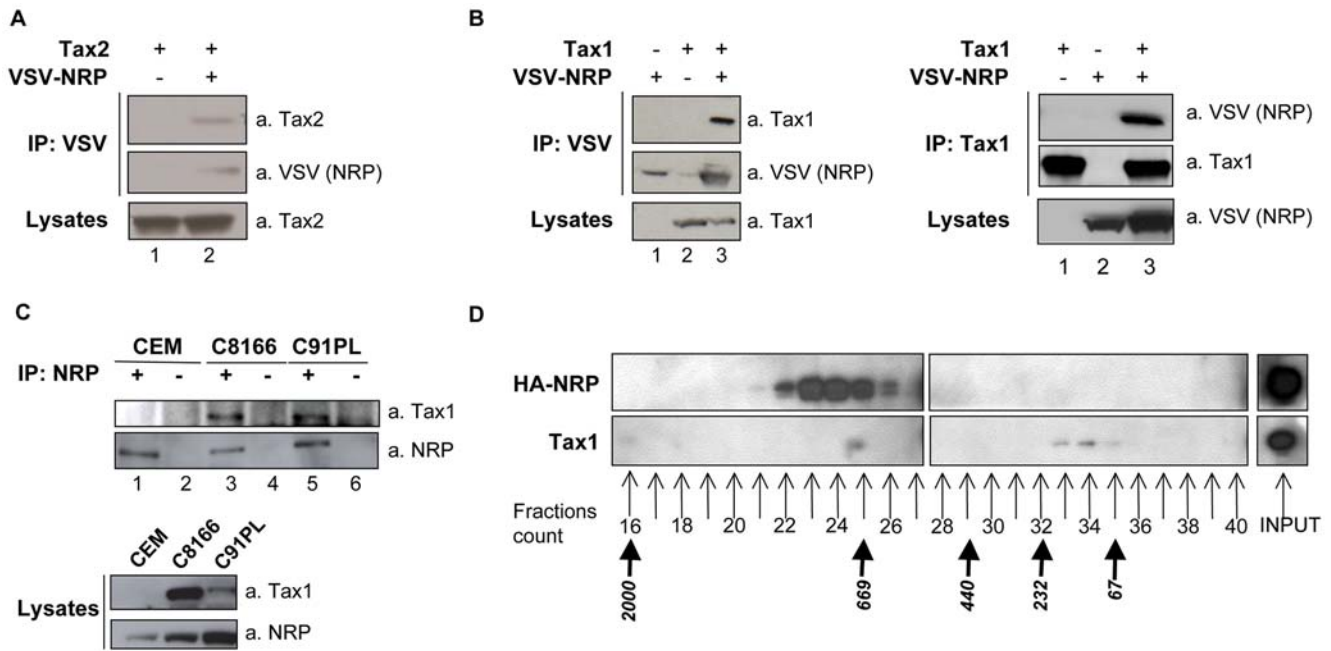 A
Tax2 + +
VSV-NRP - +
IP: VSV
a. Tax2
a. VSV (NRP)
Lysates
a. Tax2
1 2
B
Tax1 - + +
VSV-NRP + - +
IP: VSV
a. Tax1
a. VSV (NRP)
Lysates
a. Tax1
1 2 3
Tax1 + - +
VSV-NRP - + +
IP: Tax1
a. VSV (NRP)
a. Tax1
Lysates
a. VSV (NRP)
1 2 3
C
CEM C8166 C91PL
IP: NRP + - + - + -
a. Tax1
a. NRP
1 2 3 4 5 6
CEM C8166 C91PL
Lysates
a. Tax1
a. NRP
D
HA-NRP
Tax1
Fractions
count
16 18 20 22 24 26 28 30 32 34 36 38 40 INPUT
2000 669 440 232 67